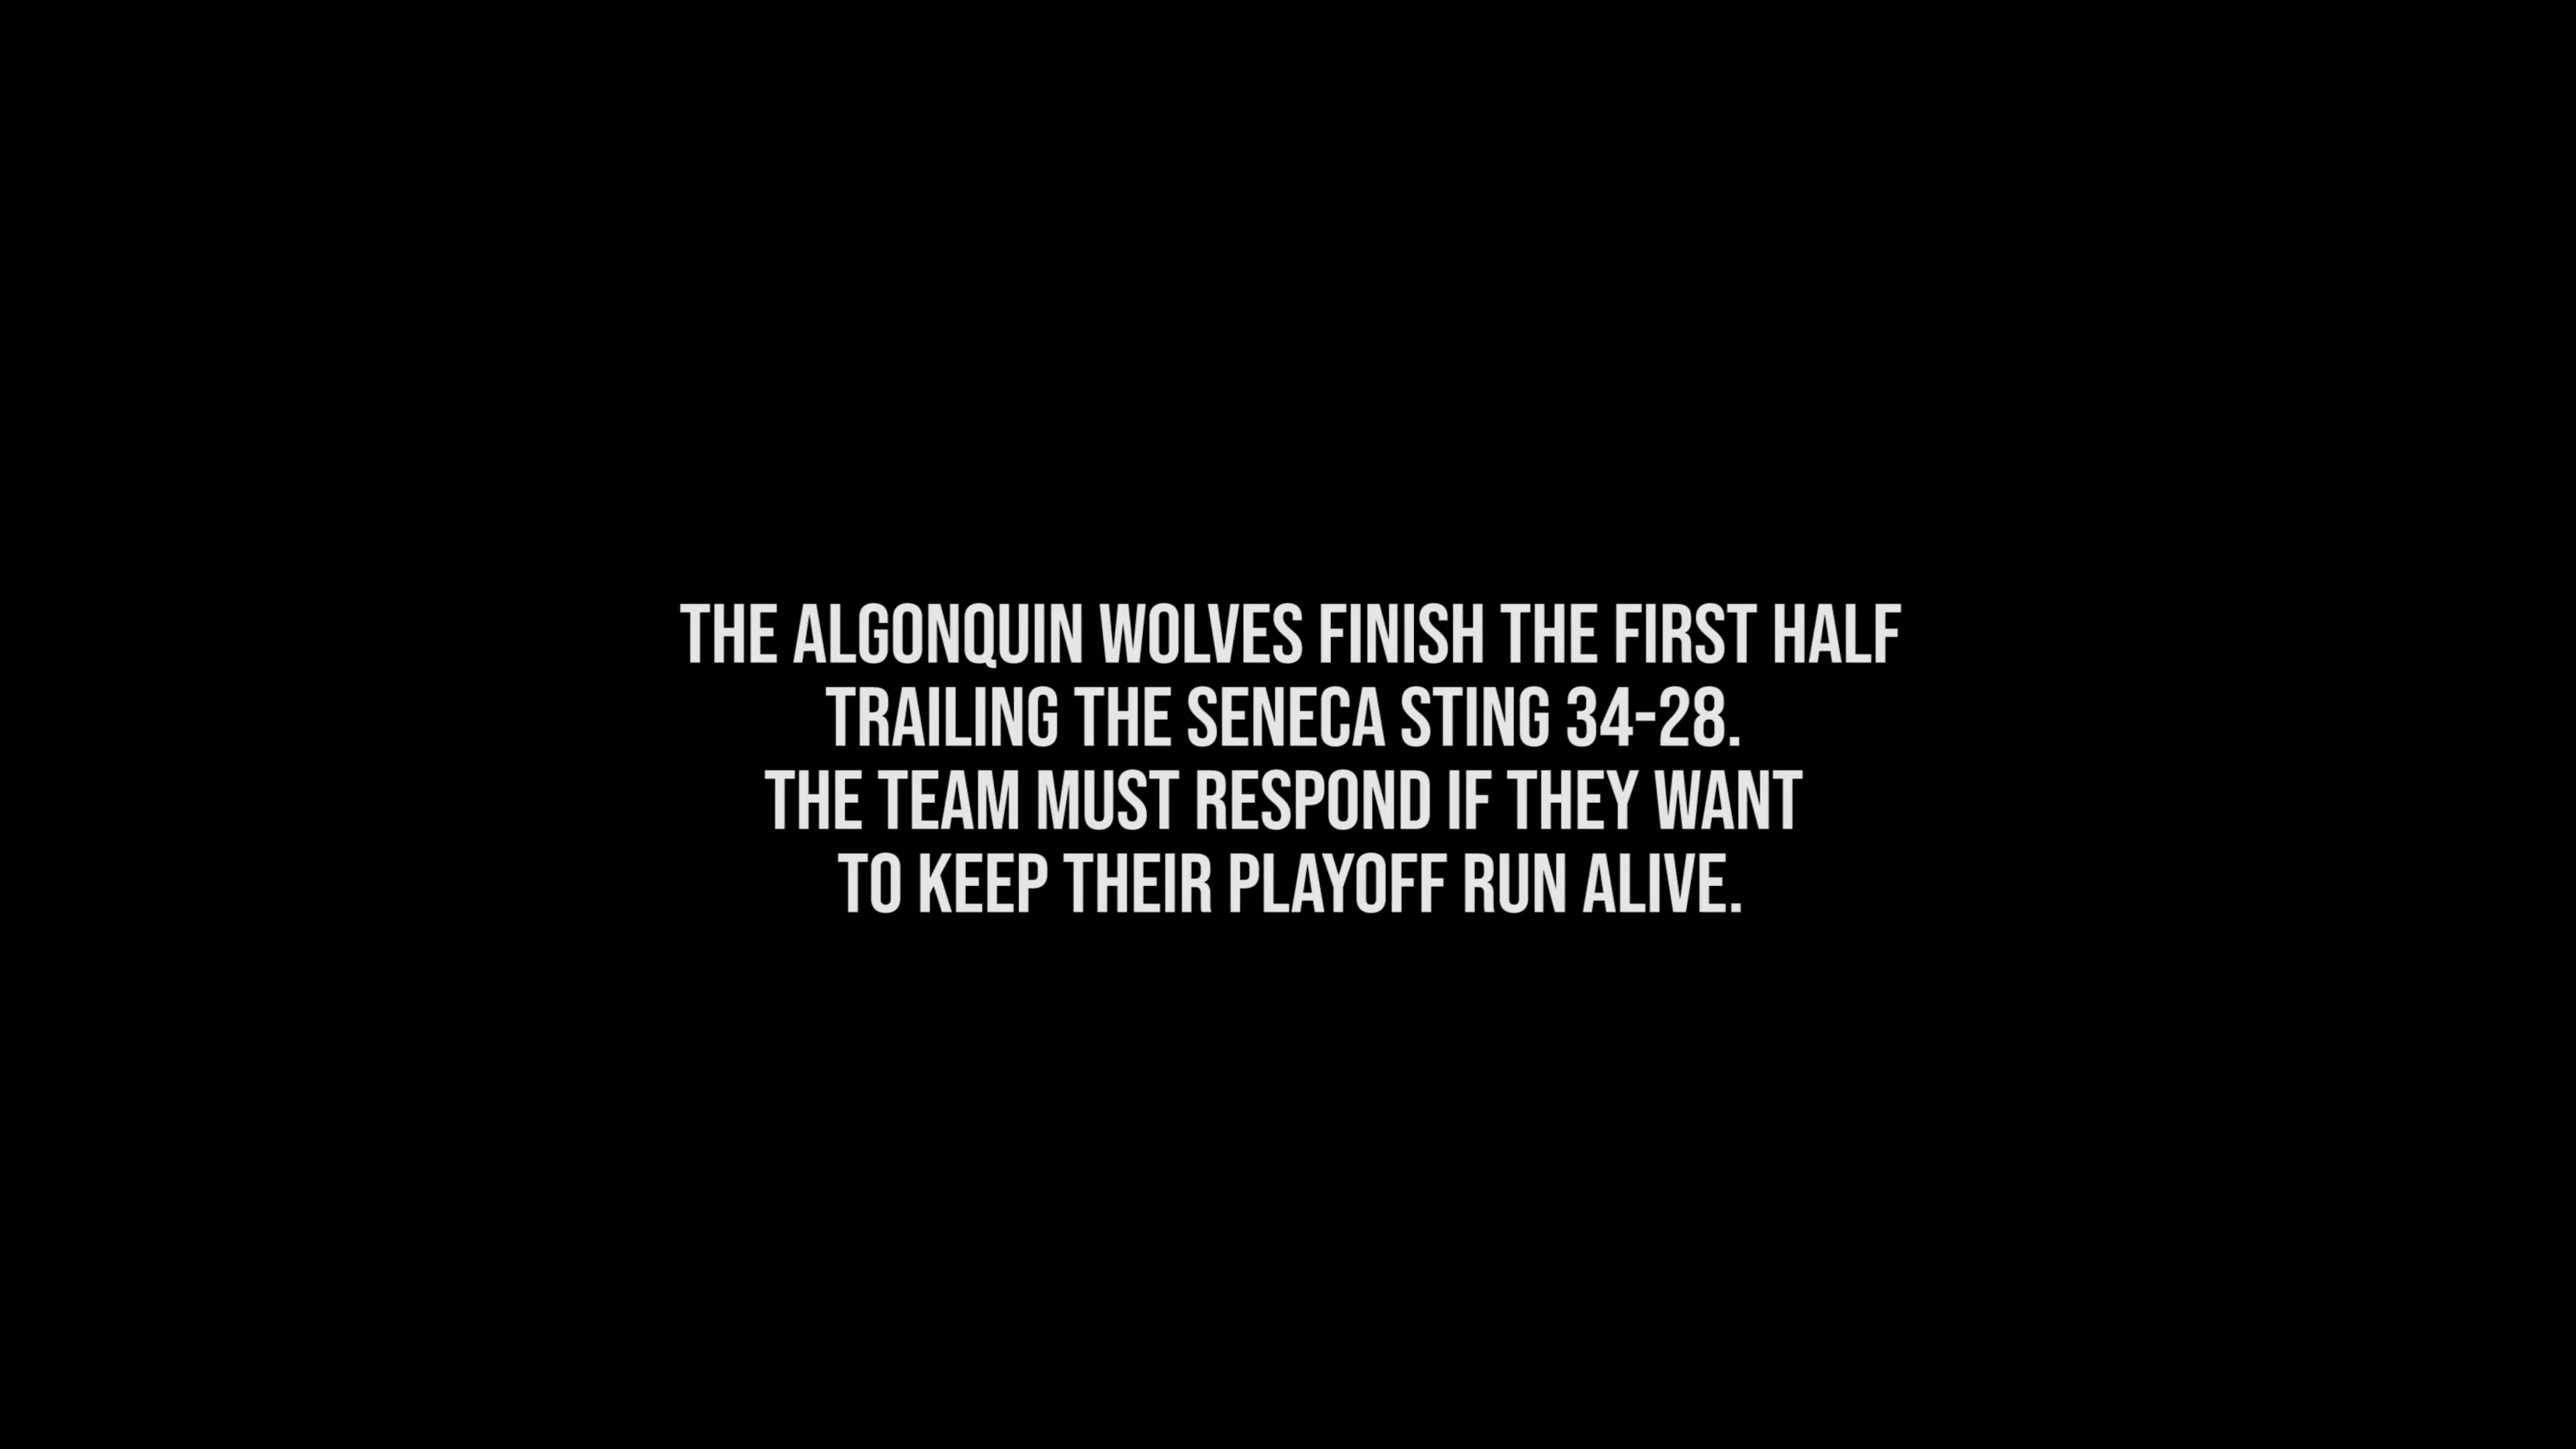 THE ALGONQUIN WOLVES FINISH THE FIRST HALF
TRAILING THE SENECA STING 34-28.
THE TEAM MUST RESPOND IF THEY WANT
TO KEEP THEIR PLAYOFF RUN ALIVE.